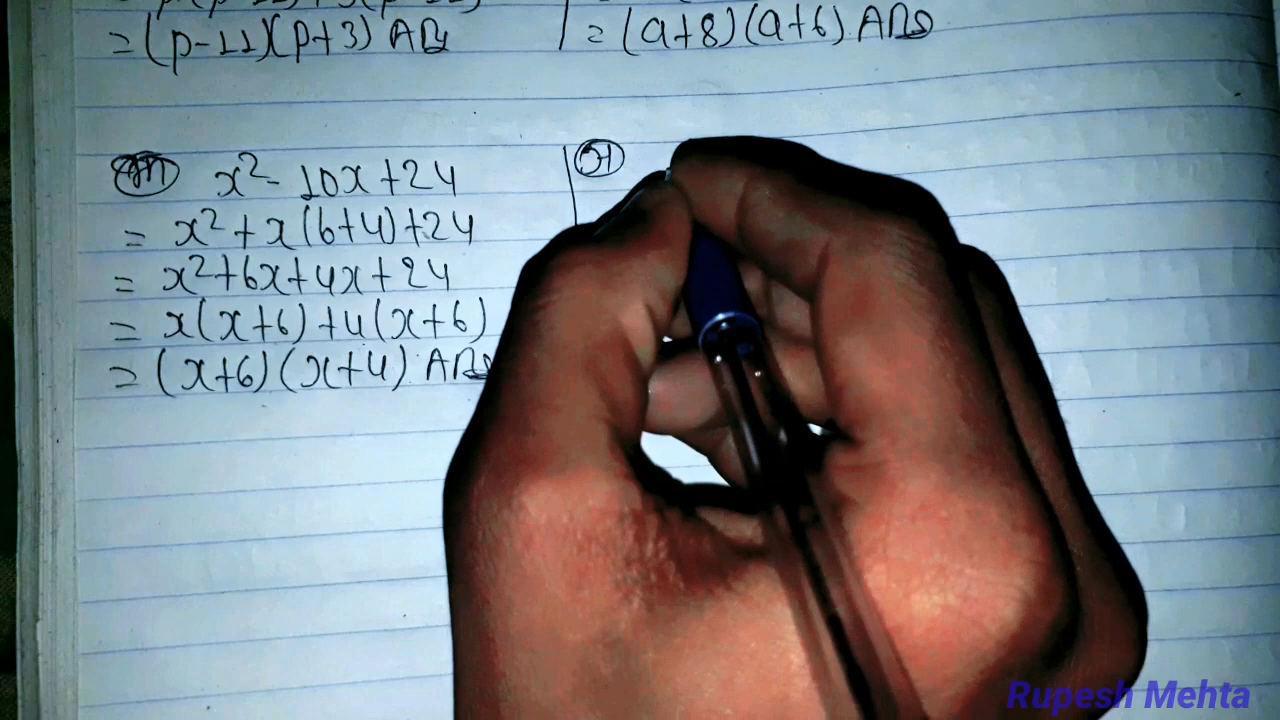 = (p-11)(p+3) Ans
= (a+8)(a+6) Ans
x² - 10x + 24
= x² + x(6+4) + 24
= x² + 6x + 4x + 24
= x(x+6) + 4(x+6)
= (x+6)(x+4) Ans
Rupesh Mehta